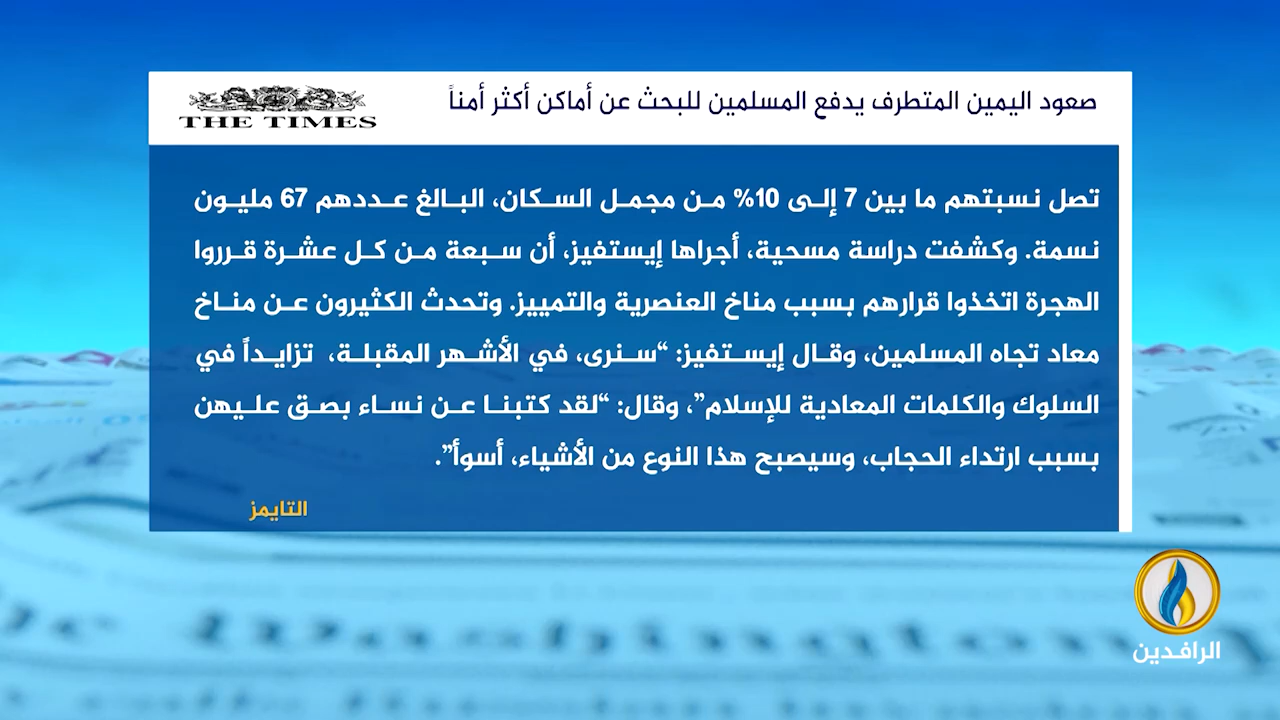 صعود اليمين المتطرف يدفع المسلمين للبحث عن أماكن أكثر أمناً
THE TIMES
تصل نسبتهم ما بين 7 إلى 10% من مجمل السكان، البالغ عددهم 67 مليون
نسمة. وكشفت دراسة مسحية، أجراها إيستفيز، أن سبعة من كل عشرة قرروا
الهجرة اتخذوا قرارهم بسبب مناخ العنصرية والتمييز. وتحدث الكثيرون عن مناخ
معاد تجاه المسلمين، وقال إيستفيز: “سنرى، في الأشهر المقبلة، تزايداً في
السلوك والكلمات المعادية للإسلام”، وقال: “لقد كتبنا عن نساء بصق عليهن
بسبب ارتداء الحجاب، وسيصبح هذا النوع من الأشياء، أسوأ”.
التايمز
الرافدين